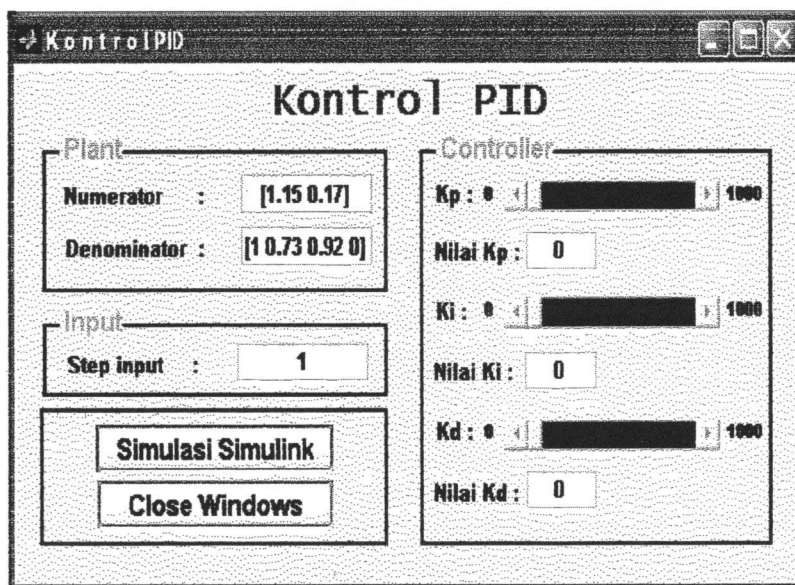 KontrolPID
Kontrol PID
Plant
Numerator : [1.15 0.17]
Denominator : [1 0.73 0.92 0]
Input
Step input : 1
Simulasi Simulink
Close Windows
Controller
Kp : 0 1000
Nilai Kp : 0
Ki : 0 1000
Nilai Ki : 0
Kd : 0 1000
Nilai Kd : 0